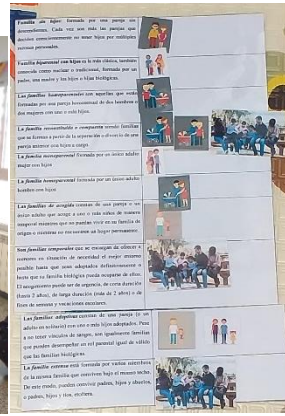 Familia sin hijos: formada por una pareja sin
descendientes. Cada vez son más las parejas que
deciden conscientemente no tener hijos por múltiples
razones personales.
Familia biparental con hijos es la más clásica, también
conocida como nuclear o tradicional, formada por un
padre, una madre y los hijos o hijas biológicas.
Las familias homoparentales son aquellas que están
formadas por una pareja homosexual de dos hombres o
dos mujeres con uno o más hijos.
La familia reconstituida o compuesta siendo familias
que se forman a partir de la separación o divorcio de una
pareja anterior con hijos a cargo.
La familia monoparental formada por un único adulto
mujer con hijos
La familia monoparental formada por un único adulto
hombre con hijos
Las familias de acogida constan de una pareja o un
único adulto que acoge a uno o más niños de manera
temporal mientras que no puedan vivir en su familia de
origen o mientras no encuentren un hogar permanente.
Son familias temporales que se encargan de ofrecer a
menores en situación de necesidad el mejor entorno
posible hasta que sean adoptados definitivamente o
hasta que su familia biológica pueda ocuparse de ellos.
El acogimiento puede ser de urgencia, de corta duración
(hasta 2 años), de larga duración (más de 2 años) o de
fines de semana y vacaciones escolares.
Las familias adoptivas constan de una pareja (o un
adulto en solitario) con uno o más hijos adoptados. Pese
a no tener vínculos de sangre, son igualmente familias
que pueden desempeñar un rol parental igual de válido
que las familias biológicas.
La familia extensa está formada por varios miembros
de la misma familia que conviven bajo el mismo techo.
De este modo, pueden convivir padres, hijos y abuelos,
o padres, hijos y tíos, etcétera.